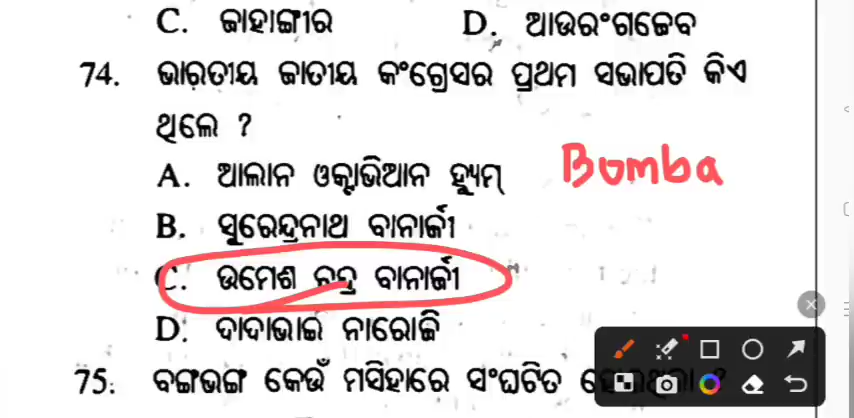 C. ଜାହାଙ୍ଗୀର D. ଆଉରଂଗଜେବ
74. ଭାରତୀୟ ଜାତୀୟ କଂଗ୍ରେସର ପ୍ରଥମ ସଭାପତି କିଏ
ଥିଲେ ?
A. ଆଲାନ ଓକ୍ଟାଭିଆନ ହ୍ୟୁମ୍ Bomba
B. ସୁରେନ୍ଦ୍ରନାଥ ବାନାର୍ଜୀ
C. ଉମେଶ ଚନ୍ଦ୍ର ବାନାର୍ଜୀ
D. ଦାଦାଭାଇ ନାରୋଜି
75. ବଙ୍ଗଭଙ୍ଗ କେଉଁ ମସିହାରେ ସଂଘଟିତ